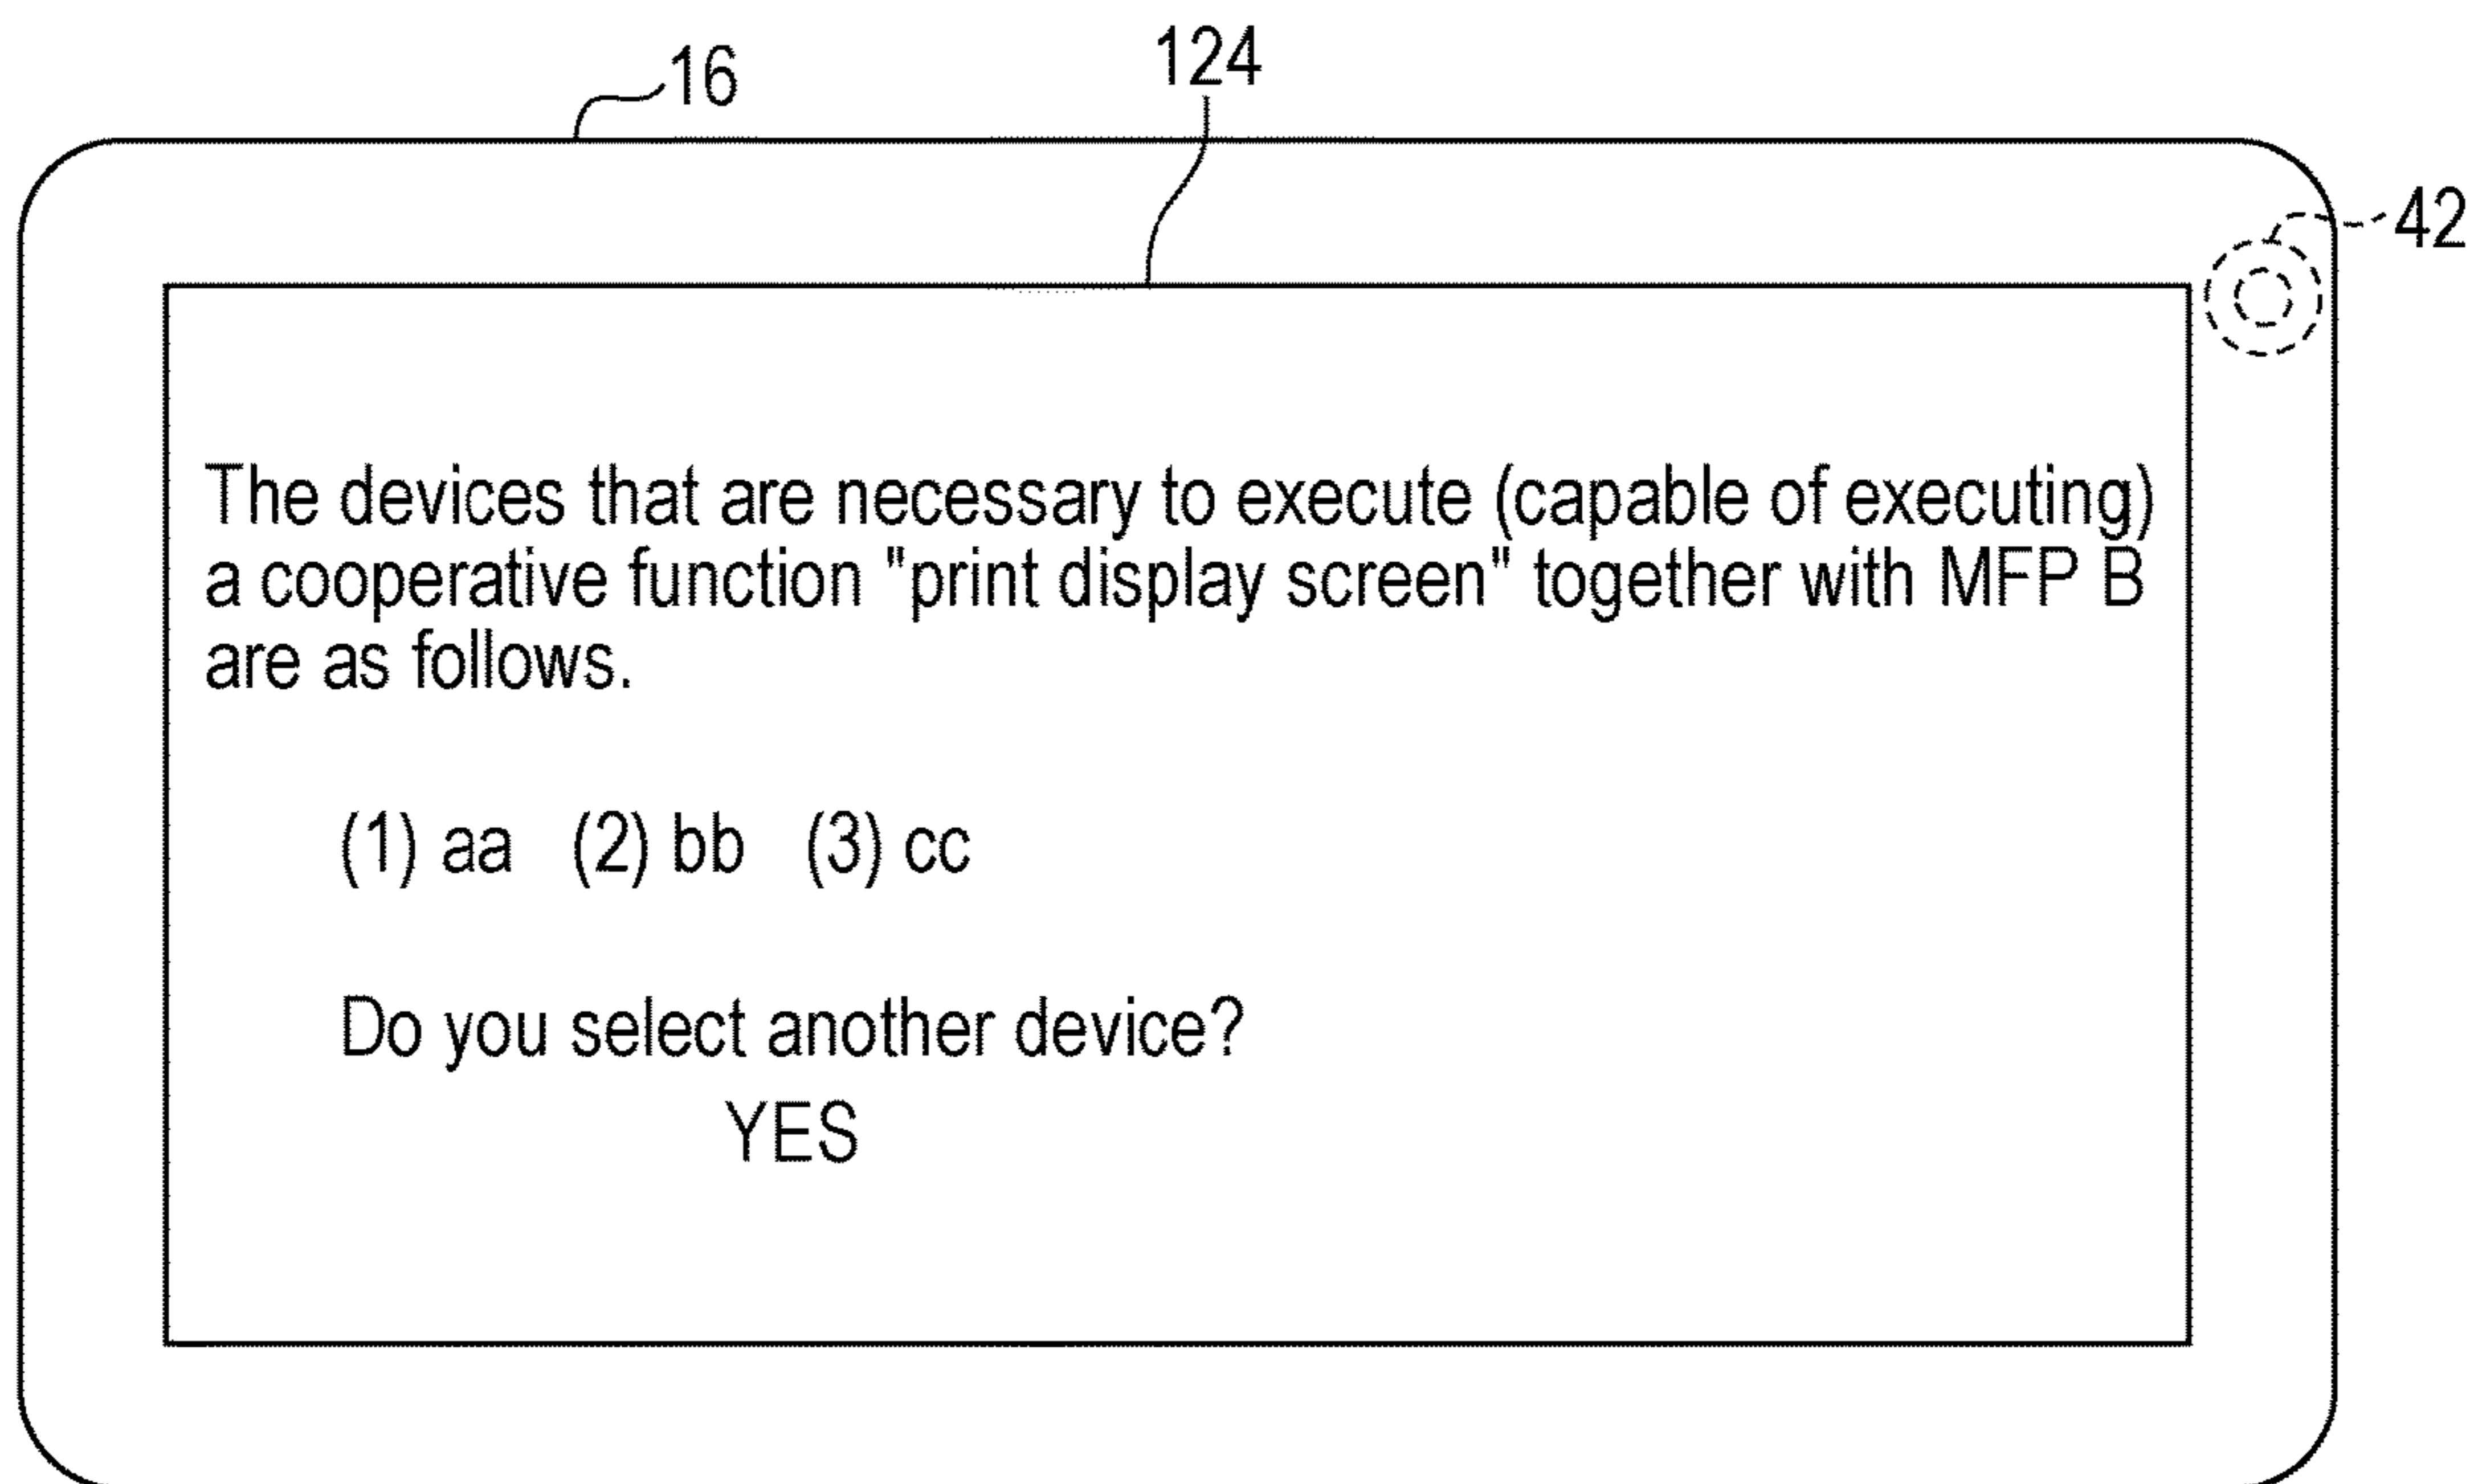 16
124
42
The devices that are necessary to execute (capable of executing)
a cooperative function "print display screen" together with MFP B
are as follows.
(1) aa (2) bb (3) cc
Do you select another device?
YES